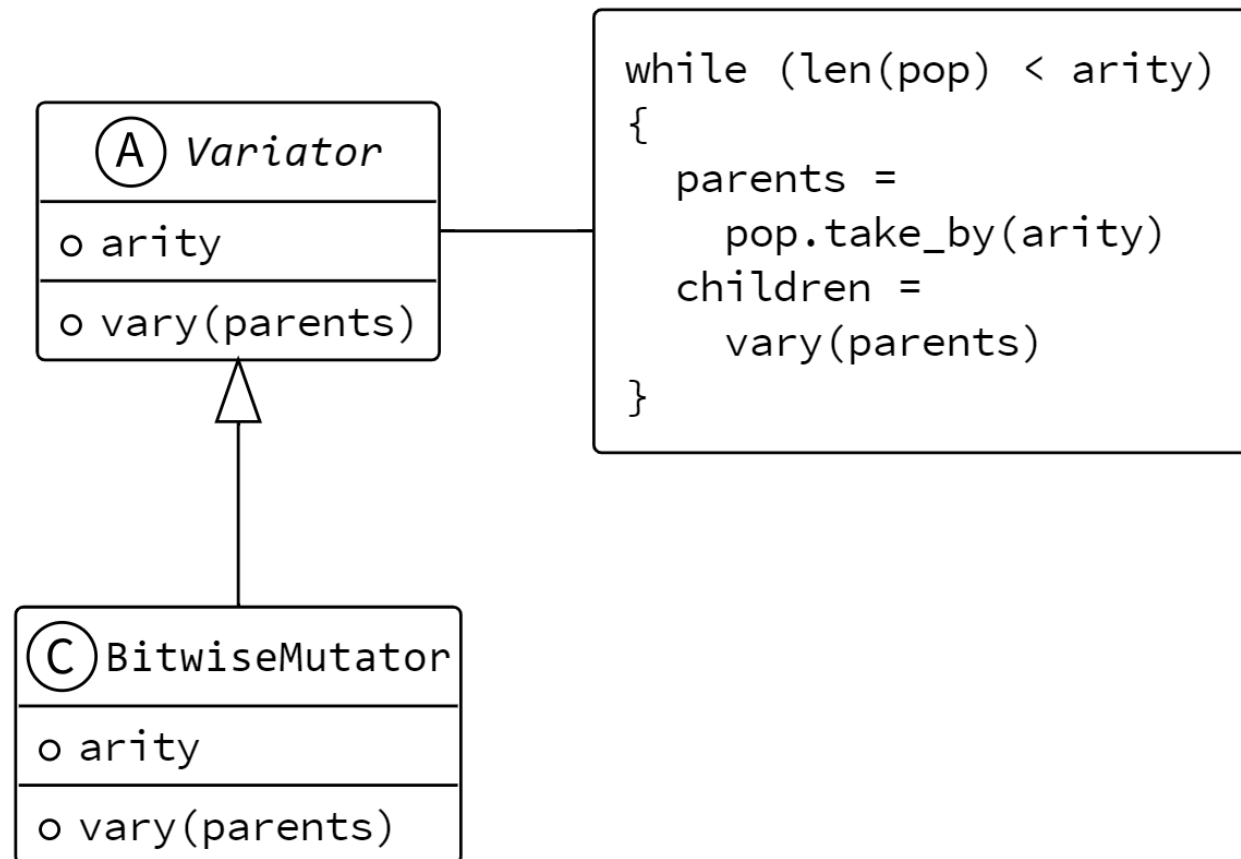 A Variator
arity
vary(parents)
while (len(pop) < arity)
{
parents =
pop.take_by(arity)
children =
vary(parents)
}
C BitwiseMutator
arity
vary(parents)